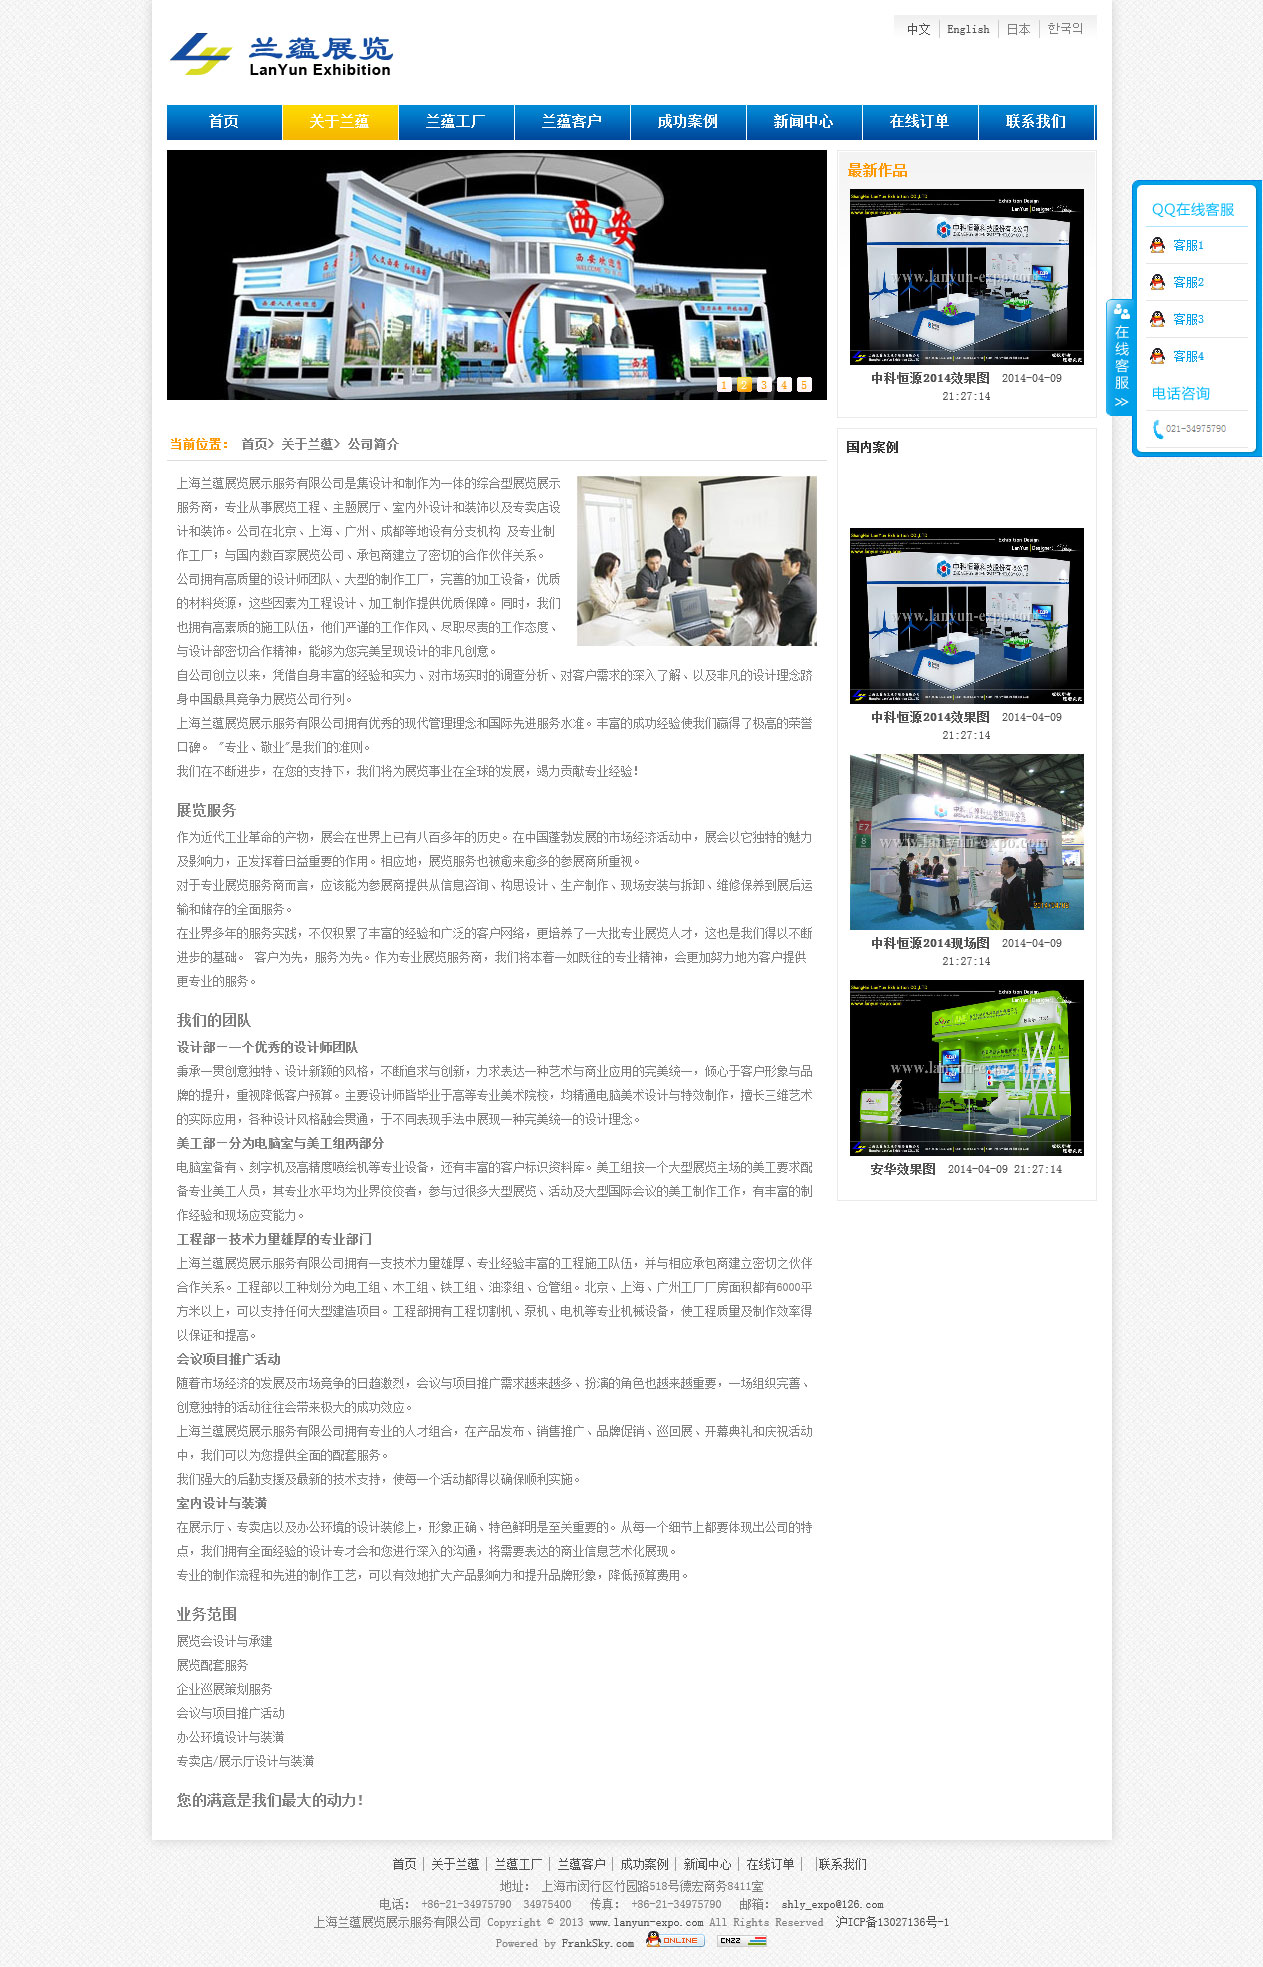 中文 English 日本 한국의
兰蕴展览
LanYun Exhibition
首页 关于兰蕴 兰蕴工厂 兰蕴客户 成功案例 新闻中心 在线订单 联系我们
西安
西安欢迎您
1 2 3 4 5
最新作品
www.lanyun-expo.com
中科恒源2014效果图 2014-04-09
21:27:14
QQ在线客服
客服1
客服2
客服3
客服4
在线客服
电话咨询
021-34975790
当前位置: 首页> 关于兰蕴> 公司简介
上海兰蕴展览展示服务有限公司是集设计和制作为一体的综合型展览展示
服务商，专业从事展览工程、主题展厅、室内外设计和装饰以及专卖店设
计和装饰。公司在北京、上海、广州、成都等地设有分支机构 及专业制
作工厂；与国内数百家展览公司、承包商建立了密切的合作伙伴关系。
公司拥有高质量的设计师团队、大型的制作工厂，完善的加工设备，优质
的材料货源，这些因素为工程设计、加工制作提供优质保障。同时，我们
也拥有高素质的施工队伍，他们严谨的工作作风、尽职尽责的工作态度、
与设计部密切合作精神，能够为您完美呈现设计的非凡创意。
自公司创立以来，凭借自身丰富的经验和实力、对市场实时的调查分析、对客户需求的深入了解、以及非凡的设计理念跻
身中国最具竞争力展览公司行列。
上海兰蕴展览展示服务有限公司拥有优秀的现代管理理念和国际先进服务水准。丰富的成功经验使我们赢得了极高的荣誉
口碑。 "专业、敬业"是我们的准则。
我们在不断进步，在您的支持下，我们将为展览事业在全球的发展，竭力贡献专业经验！
展览服务
作为近代工业革命的产物，展会在世界上已有八百多年的历史。在中国蓬勃发展的市场经济活动中，展会以它独特的魅力
及影响力，正发挥着日益重要的作用。相应地，展览服务也被愈来愈多的参展商所重视。
对于专业展览服务商而言，应该能为参展商提供从信息咨询、构思设计、生产制作、现场安装与拆卸、维修保养到展后运
输和储存的全面服务。
在业界多年的服务实践，不仅积累了丰富的经验和广泛的客户网络，更培养了一大批专业展览人才，这也是我们得以不断
进步的基础。 客户为先，服务为先。作为专业展览服务商，我们将本着一如既往的专业精神，会更加努力地为客户提供
更专业的服务。
我们的团队
设计部－一个优秀的设计师团队
秉承一贯创意独特、设计新颖的风格，不断追求与创新，力求表达一种艺术与商业应用的完美统一，倾心于客户形象与品
牌的提升，重视降低客户预算。主要设计师皆毕业于高等专业美术院校，均精通电脑美术设计与特效制作，擅长三维艺术
的实际应用，各种设计风格融会贯通，于不同表现手法中展现一种完美统一的设计理念。
美工部－分为电脑室与美工组两部分
电脑室备有、刻字机及高精度喷绘机等专业设备，还有丰富的客户标识资料库。美工组按一个大型展览主场的美工要求配
备专业美工人员，其专业水平均为业界佼佼者，参与过很多大型展览、活动及大型国际会议的美工制作工作，有丰富的制
作经验和现场应变能力。
工程部－技术力量雄厚的专业部门
上海兰蕴展览展示服务有限公司拥有一支技术力量雄厚、专业经验丰富的工程施工队伍，并与相应承包商建立密切之伙伴
合作关系。工程部以工种划分为电工组、木工组、铁工组、油漆组、仓管组。北京、上海、广州工厂厂房面积都有6000平
方米以上，可以支持任何大型建造项目。工程部拥有工程切割机、泵机、电机等专业机械设备，使工程质量及制作效率得
以保证和提高。
会议项目推广活动
随着市场经济的发展及市场竞争的日趋激烈，会议与项目推广需求越来越多、扮演的角色也越来越重要，一场组织完善、
创意独特的活动往往会带来极大的成功效应。
上海兰蕴展览展示服务有限公司拥有专业的人才组合，在产品发布、销售推广、品牌促销、巡回展、开幕典礼和庆祝活动
中，我们可以为您提供全面的配套服务。
我们强大的后勤支援及最新的技术支持，使每一个活动都得以确保顺利实施。
室内设计与装潢
在展示厅、专卖店以及办公环境的设计装修上，形象正确、特色鲜明是至关重要的。从每一个细节上都要体现出公司的特
点，我们拥有全面经验的设计专才会和您进行深入的沟通，将需要表达的商业信息艺术化展现。
专业的制作流程和先进的制作工艺，可以有效地扩大产品影响力和提升品牌形象，降低预算费用。
业务范围
展览会设计与承建
展览配套服务
企业巡展策划服务
会议与项目推广活动
办公环境设计与装潢
专卖店/展示厅设计与装潢
您的满意是我们最大的动力！
国内案例
www.lanyun-expo.com
中科恒源2014效果图 2014-04-09
21:27:14
www.lanyun-expo.com
中科恒源2014现场图 2014-04-09
21:27:14
www.lanyun-expo.com
安华效果图 2014-04-09 21:27:14
首页 | 关于兰蕴 | 兰蕴工厂 | 兰蕴客户 | 成功案例 | 新闻中心 | 在线订单 | |联系我们
地址: 上海市闵行区竹园路518号德宏商务8411室
电话: +86-21-34975790 34975400 传真: +86-21-34975790 邮箱: shly_expo@126.com
上海兰蕴展览展示服务有限公司 Copyright © 2013 www.lanyun-expo.com All Rights Reserved 沪ICP备13027136号-1
Powered by FrankSky.com ONLINE CNZZ